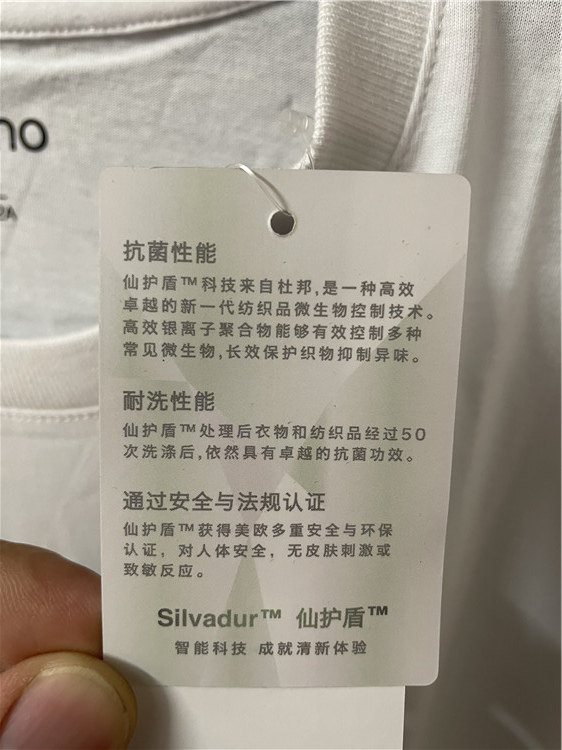 no
抗菌性能
仙护盾™科技来自杜邦,是一种高效
卓越的新一代纺织品微生物控制技术。
高效银离子聚合物能够有效控制多种
常见微生物,长效保护织物抑制异味。
耐洗性能
仙护盾™处理后衣物和纺织品经过50
次洗涤后,依然具有卓越的抗菌功效。
通过安全与法规认证
仙护盾™获得美欧多重安全与环保
认证，对人体安全，无皮肤刺激或
致敏反应。
Silvadur™ 仙护盾™
智能科技 成就清新体验